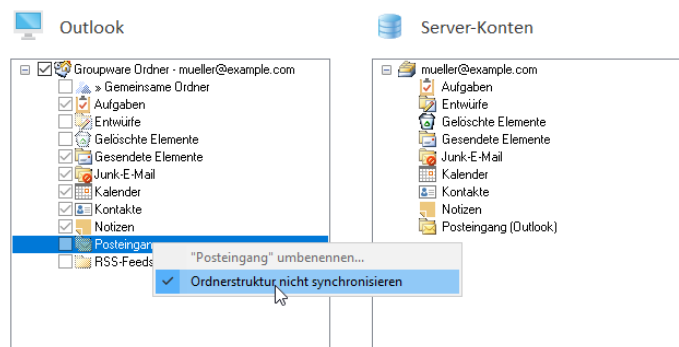 Outlook
Groupware Ordner - mueller@example.com
» Gemeinsame Ordner
Aufgaben
Entwürfe
Gelöschte Elemente
Gesendete Elemente
Junk-E-Mail
Kalender
Kontakte
Notizen
Posteingang
RSS-Feeds
"Posteingang" umbenennen...
Ordnerstruktur nicht synchronisieren
Server-Konten
mueller@example.com
Aufgaben
Entwürfe
Gelöschte Elemente
Gesendete Elemente
Junk-E-Mail
Kalender
Kontakte
Notizen
Posteingang (Outlook)